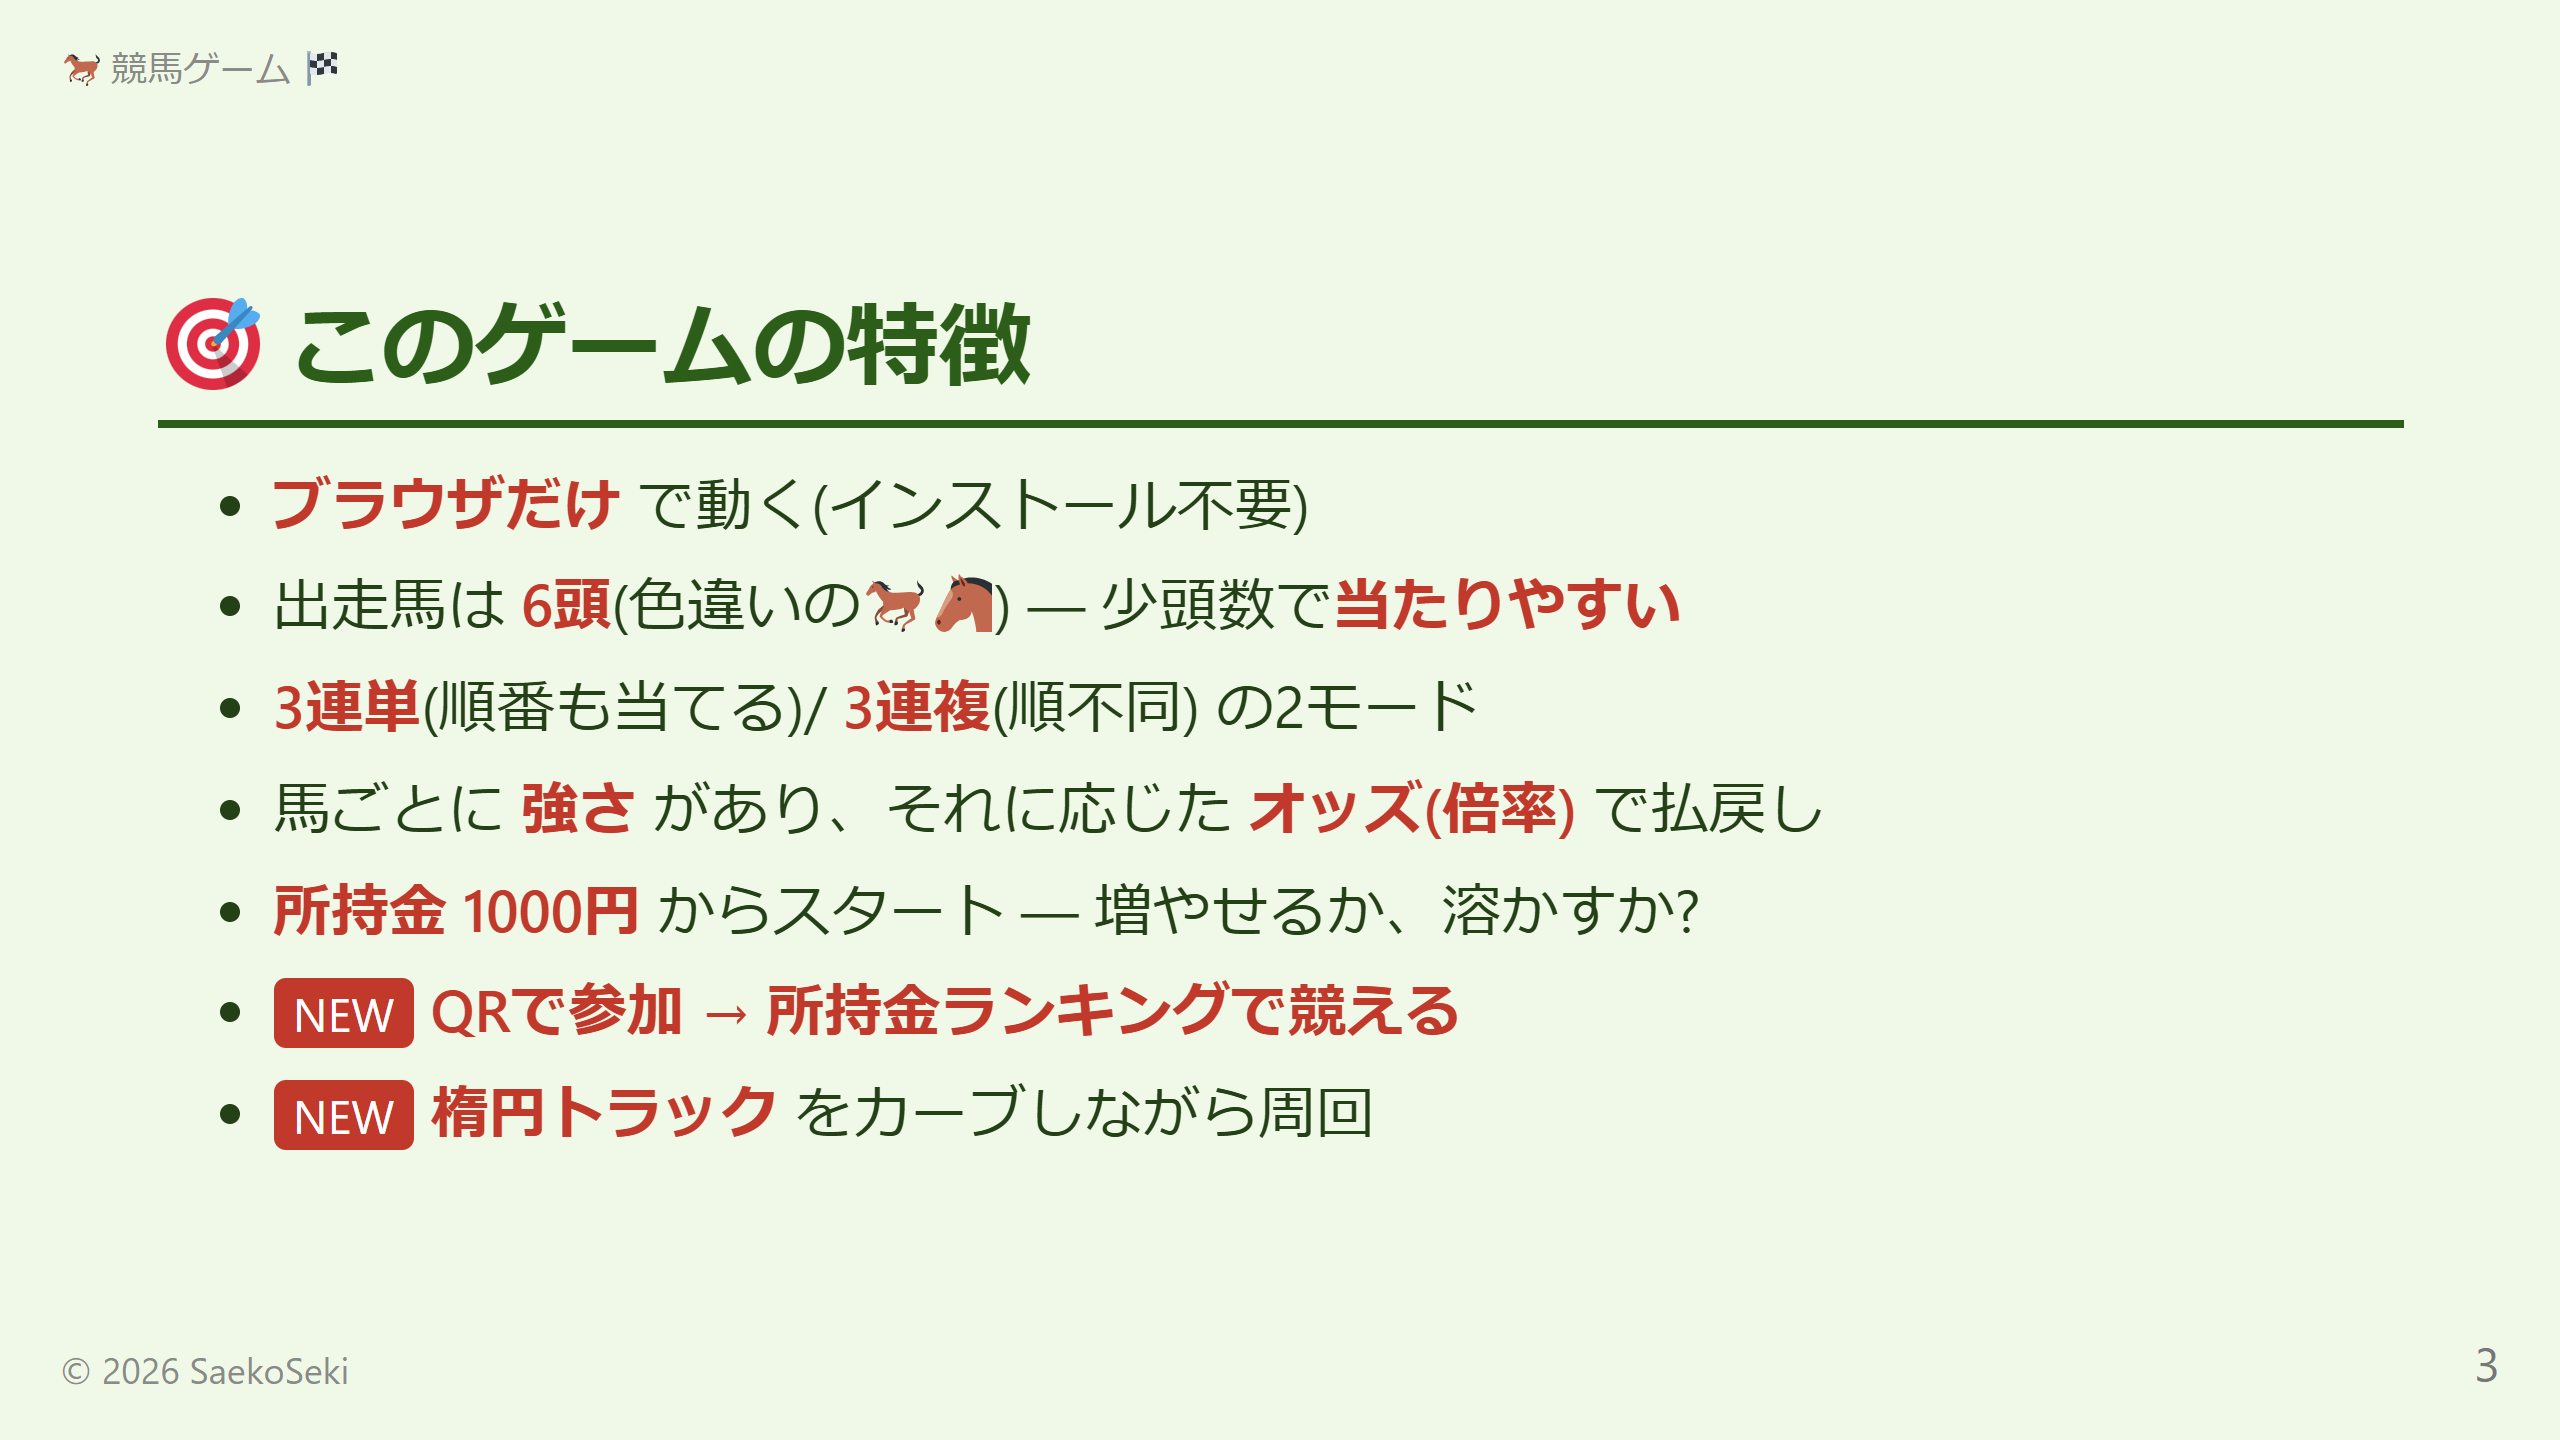 🐎 競馬ゲーム 🏁
🎯 このゲームの特徴
• ブラウザだけ で動く(インストール不要)
• 出走馬は 6頭(色違いの🐎🐴) — 少頭数で当たりやすい
• 3連単(順番も当てる)/ 3連複(順不同) の2モード
• 馬ごとに 強さ があり、それに応じた オッズ(倍率) で払戻し
• 所持金 1000円 からスタート — 増やせるか、溶かすか?
• NEW QRで参加 → 所持金ランキングで競える
• NEW 楕円トラック をカーブしながら周回
© 2026 SaekoSeki
3